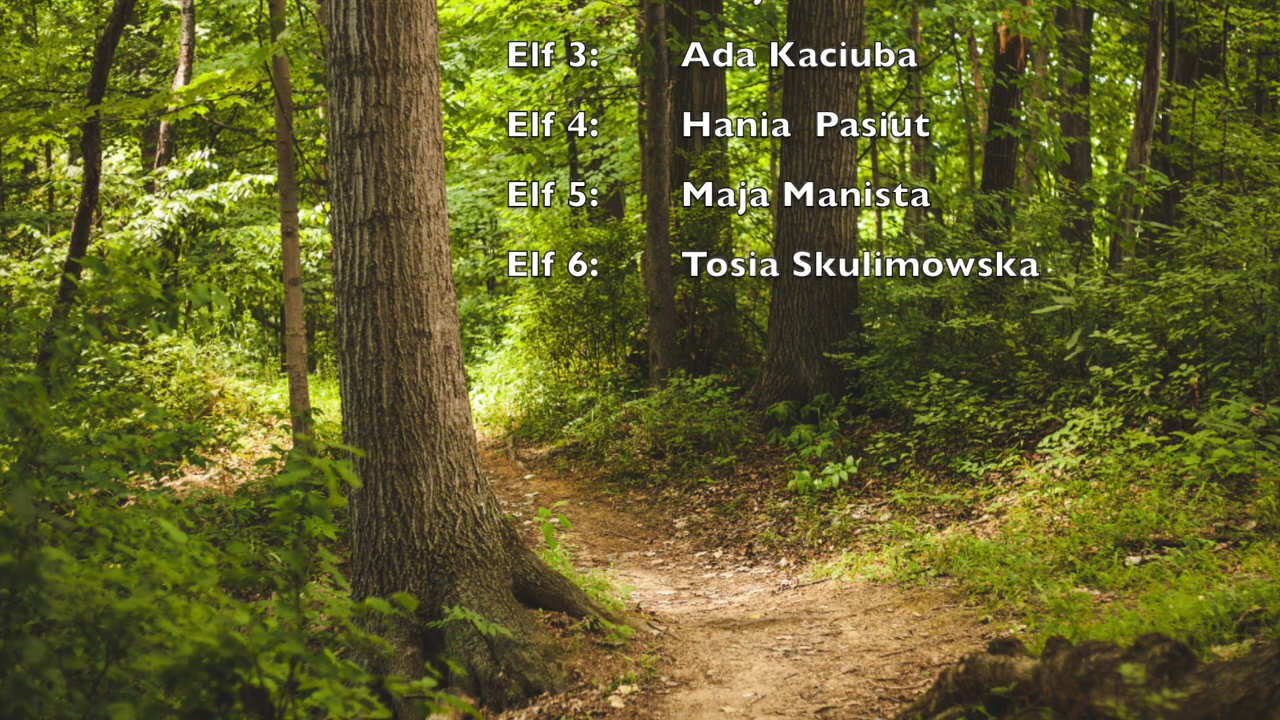 Elf 3: Ada Kaciuba
Elf 4: Hania Pasiut
Elf 5: Maja Manista
Elf 6: Tosia Skulimowska